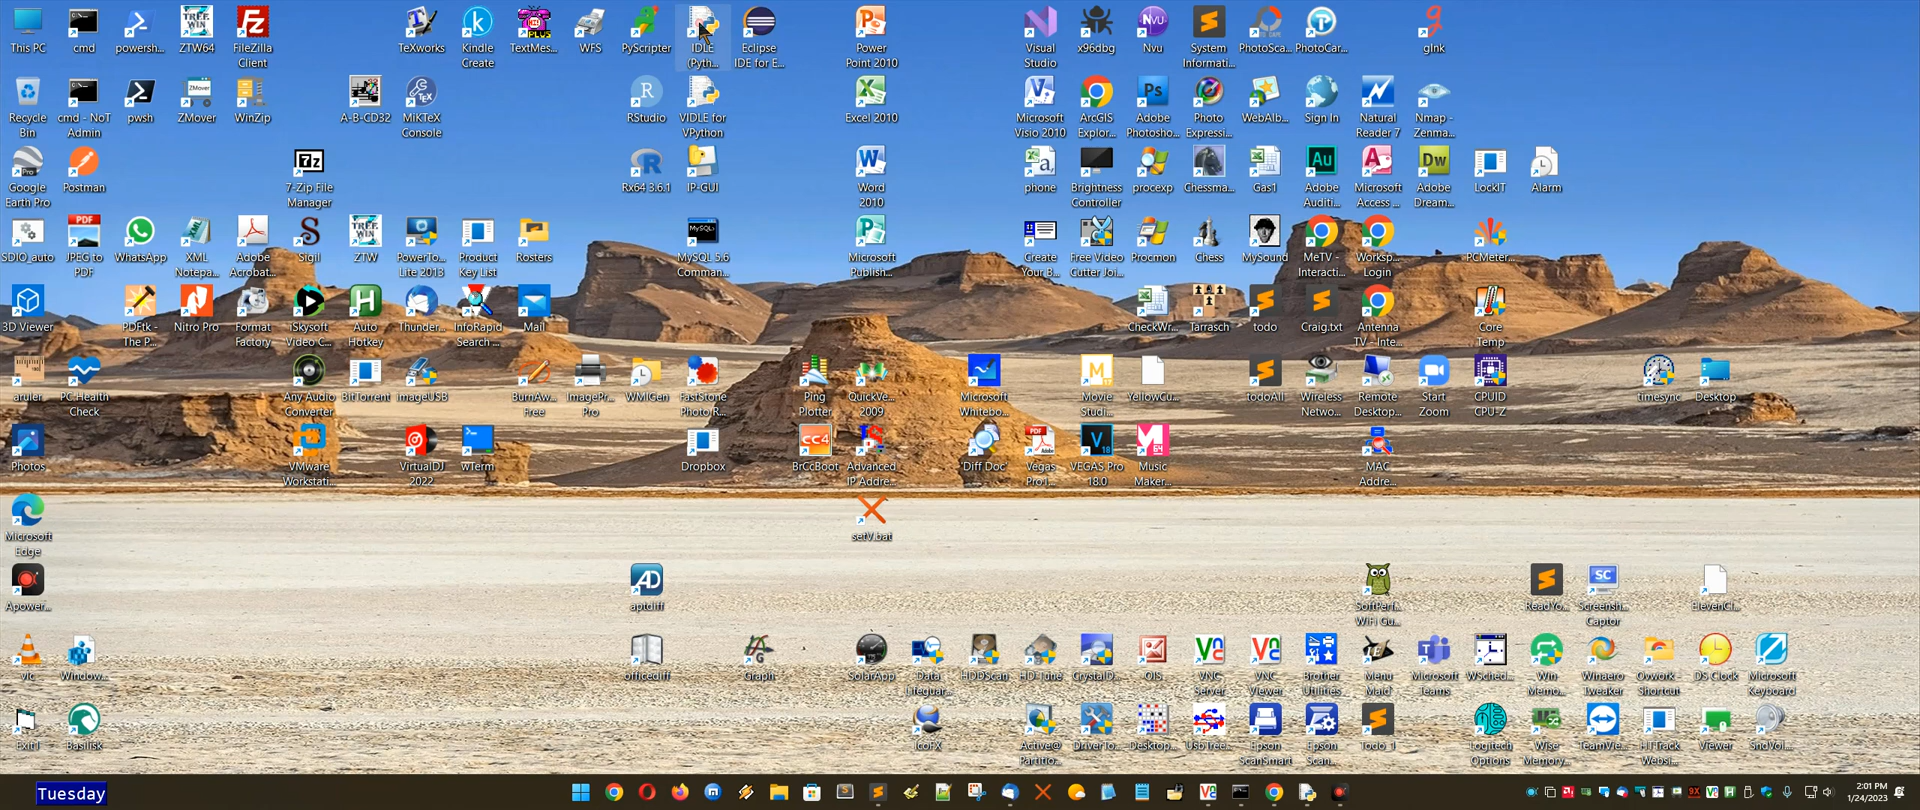 This PC
cmd
powersh...
ZTW64
FileZilla
Client
TeXworks
Kindle
Create
TextMes...
WFS
PyScripter
IDLE
(Pyth...
Eclipse
IDE for E...
Power
Point 2010
Visual
Studio
x96dbg
Nvu
System
Informati...
PhotoSca...
PhotoCar...
gInk
Recycle
Bin
cmd - NoT
Admin
pwsh
ZMover
WinZip
A-B-CD32
MiKTeX
Console
RStudio
VIDLE for
VPython
Excel 2010
Microsoft
Visio 2010
ArcGIS
Explor...
Adobe
Photosho...
Photo
Expressi...
WebAlb...
Sign In
Natural
Reader 7
Nmap -
Zenma...
Google
Earth Pro
Postman
7-Zip File
Manager
Rx64 3.6.1
IP-GUI
Word
2010
phone
Brightness
Controller
procexp
Chessma...
Gas1
Adobe
Auditi...
Microsoft
Access ...
Adobe
Dream...
LockIT
Alarm
SDIO_auto
JPEG to
PDF
WhatsApp
XML
Notepa...
Adobe
Acrobat...
Sigil
ZTW
PowerTo...
Lite 2013
Product
Key List
Rosters
MySQL 5.6
Comman...
Microsoft
Publish...
Create
Your B...
Free Video
Cutter Joi...
Procmon
Chess
MySound
MeTV -
Interacti...
Worksp...
Login
PCMeter...
3D Viewer
PDFtk -
The P...
Nitro Pro
Format
Factory
iSkysoft
Video C...
Auto
Hotkey
Thunder...
InfoRapid
Search ...
Mail
CheckWr...
Tarrasch
todo
Craig.txt
Antenna
TV - Inte...
Core
Temp
aruler
PC Health
Check
Any Audio
Converter
BitTorrent
ImageUSB
BurnAw...
Free
ImagePr...
Pro
WMIGen
FastStone
Photo R...
Ping
Plotter
QuickVe...
2009
Microsoft
Whitebo...
Movie
Studi...
YellowCu...
todoAll
Wireless
Netwo...
Remote
Desktop...
Start
Zoom
CPUID
CPU-Z
timesync
Desktop
Photos
VMware
Workstati...
VirtualDJ
2022
wTerm
Dropbox
BrCcBoot
Advanced
IP Addre...
'Diff Doc'
Vegas
Pro1...
VEGAS Pro
18.0
Music
Maker...
MAC
Addre...
Microsoft
Edge
setV.bat
Apower...
aptdiff
SoftPerf...
WiFi Gu...
ReadYo...
Screensh...
Captor
ElevenCl...
vlc
Window...
officediff
Graph
SolarApp
Data
Lifeguar...
HDDScan
HD Tune
CrystalD...
OIS
VNC
Server
VNC
Viewer
Brother
Utilities
Menu
Maid
Microsoft
Teams
WSched...
Win
Memo...
Winaero
Tweaker
Ovwork -
Shortcut
DS Clock
Microsoft
Keyboard
Exit1
Basilisk
IcoFX
Active@
Partitio...
DriverTo...
Desktop...
UsbTree...
Epson
ScanSmart
Epson
Scan...
Todo_1
Logitech
Options
Wise
Memory...
TeamVie...
HTTrack
Websi...
Viewer
SndVol...
Tuesday
2:01 PM
1/24/2023